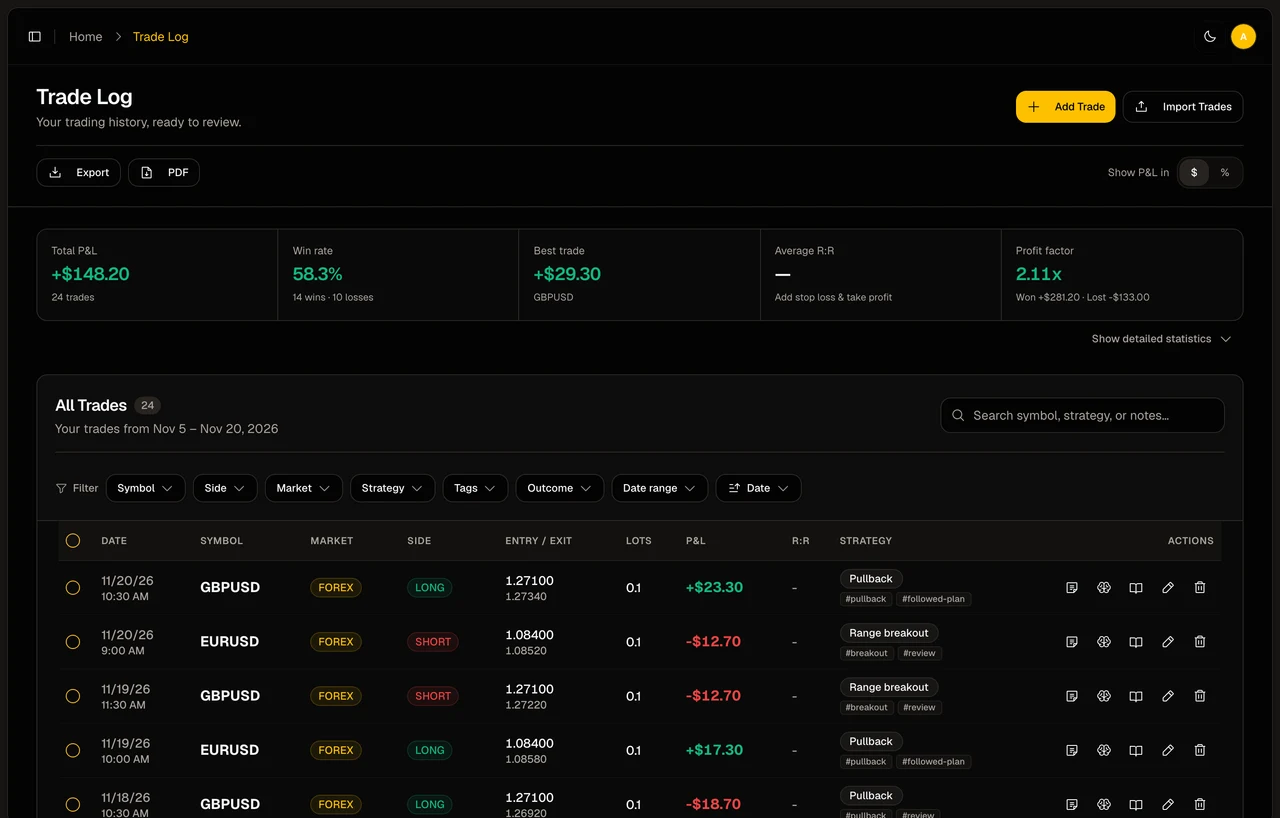 Home > Trade Log
A
Trade Log
Your trading history, ready to review.
Add Trade
Import Trades
Export
PDF
Show P&L in
$
%
Total P&L
+$148.20
24 trades
Win rate
58.3%
14 wins · 10 losses
Best trade
+$29.30
GBPUSD
Average R:R
—
Add stop loss & take profit
Profit factor
2.11x
Won +$281.20 · Lost -$133.00
Show detailed statistics
All Trades 24
Your trades from Nov 5 – Nov 20, 2026
Search symbol, strategy, or notes...
Filter Symbol Side Market Strategy Tags Outcome Date range Date
DATE SYMBOL MARKET SIDE ENTRY / EXIT LOTS P&L R:R STRATEGY ACTIONS
11/20/26
10:30 AM
GBPUSD FOREX LONG
1.27100
1.27340
0.1 +$23.30 -
Pullback
#pullback #followed-plan
11/20/26
9:00 AM
EURUSD FOREX SHORT
1.08400
1.08520
0.1 -$12.70 -
Range breakout
#breakout #review
11/19/26
11:30 AM
GBPUSD FOREX SHORT
1.27100
1.27220
0.1 -$12.70 -
Range breakout
#breakout #review
11/19/26
10:00 AM
EURUSD FOREX LONG
1.08400
1.08580
0.1 +$17.30 -
Pullback
#pullback #followed-plan
11/18/26
10:30 AM
GBPUSD FOREX LONG
1.27100
1.26920
0.1 -$18.70 -
Pullback
#pullback #review